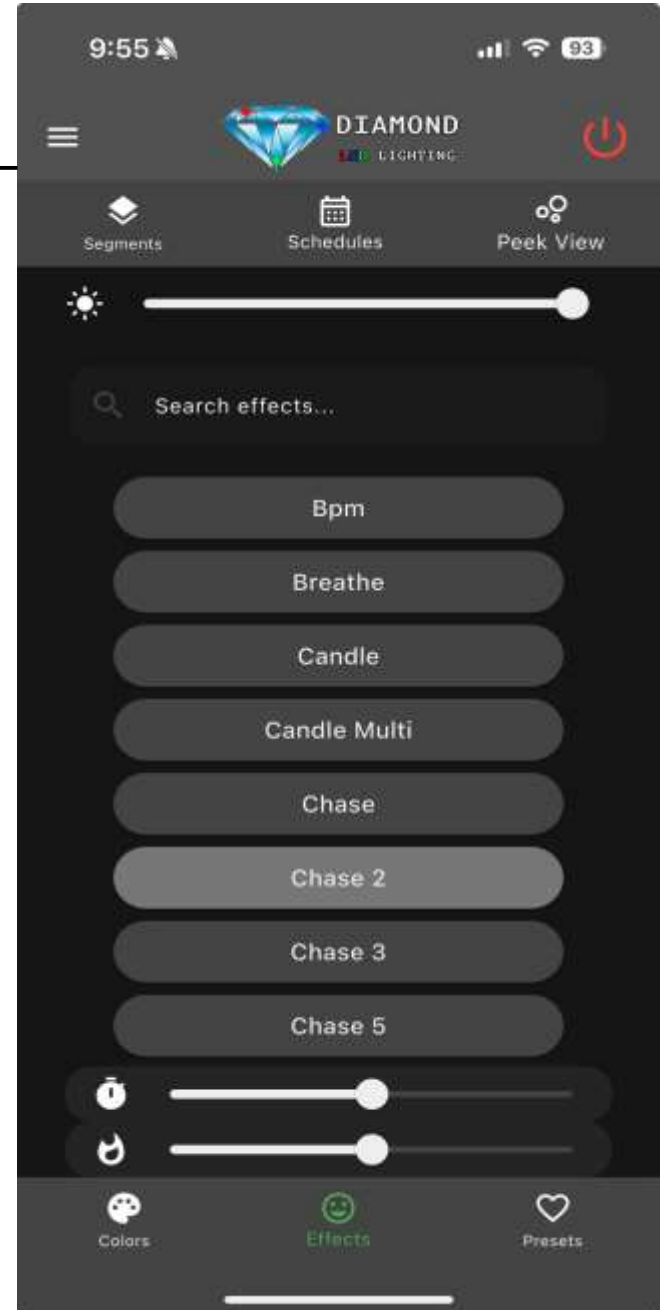 9:55
93
DIAMOND
LED LIGHTING
Segments
Schedules
Peek View
Search effects...
Bpm
Breathe
Candle
Candle Multi
Chase
Chase 2
Chase 3
Chase 5
Colors
Effects
Presets